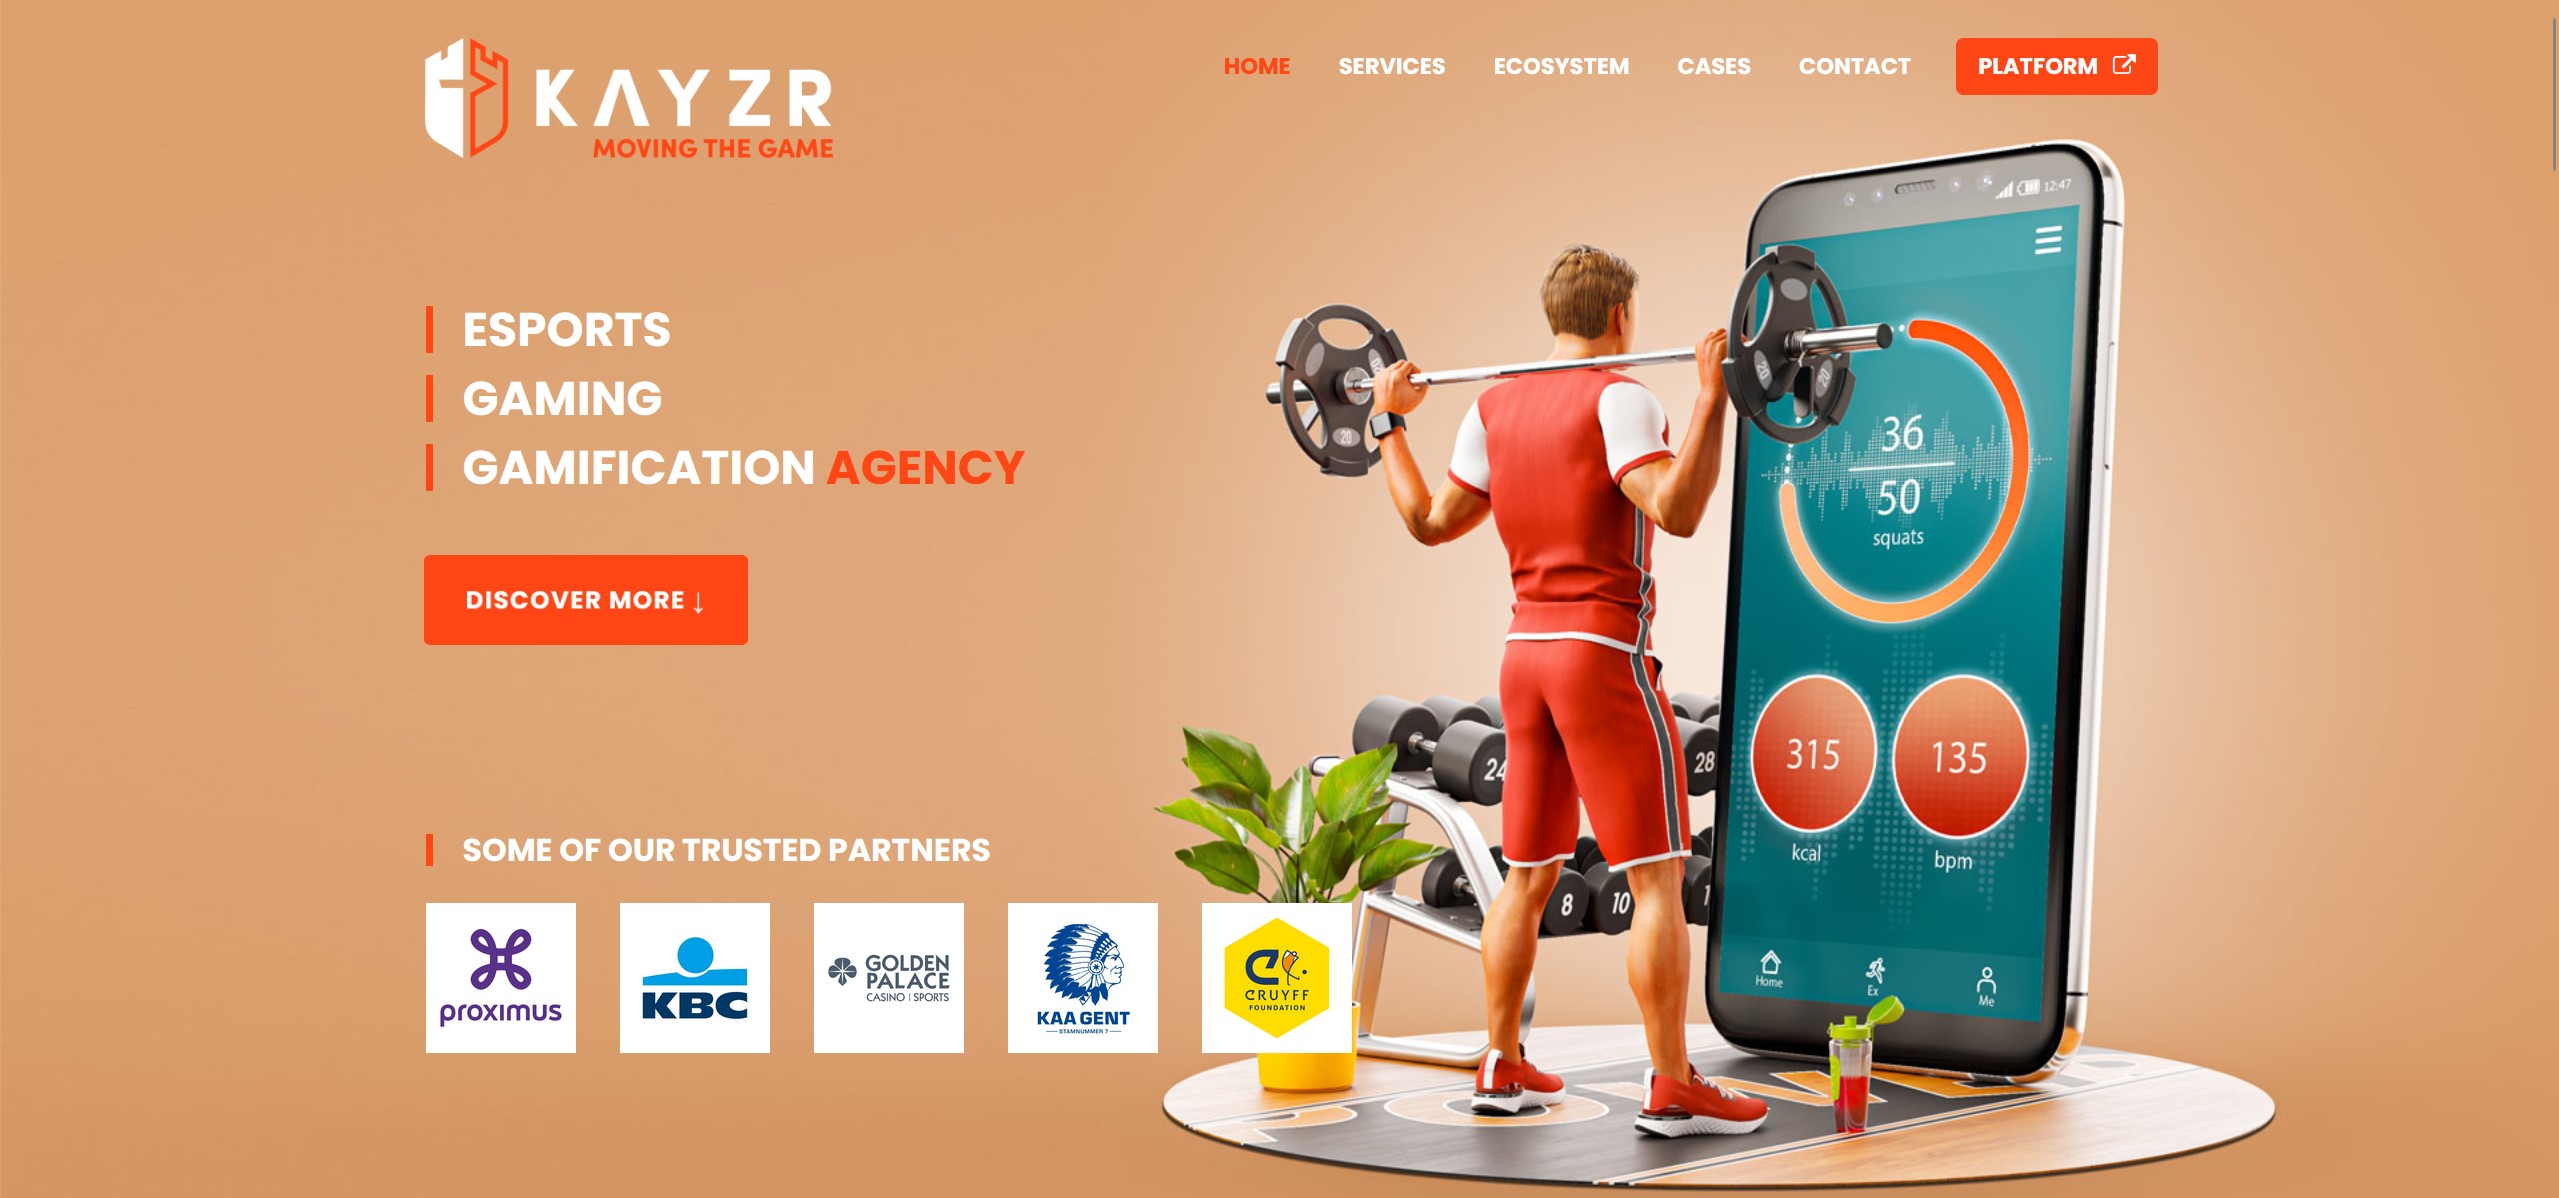 KAYZR
MOVING THE GAME
HOME SERVICES ECOSYSTEM CASES CONTACT PLATFORM
ESPORTS
GAMING
GAMIFICATION AGENCY
DISCOVER MORE ↓
SOME OF OUR TRUSTED PARTNERS
proximus
KBC
GOLDEN
PALACE
CASINO | SPORTS
KAA GENT
STAMNUMMER 7
CRUYFF
FOUNDATION
12:47
36
50
squats
315
135
kcal
bpm
Home
Ex
Me
20
20
20
24
28
8
10